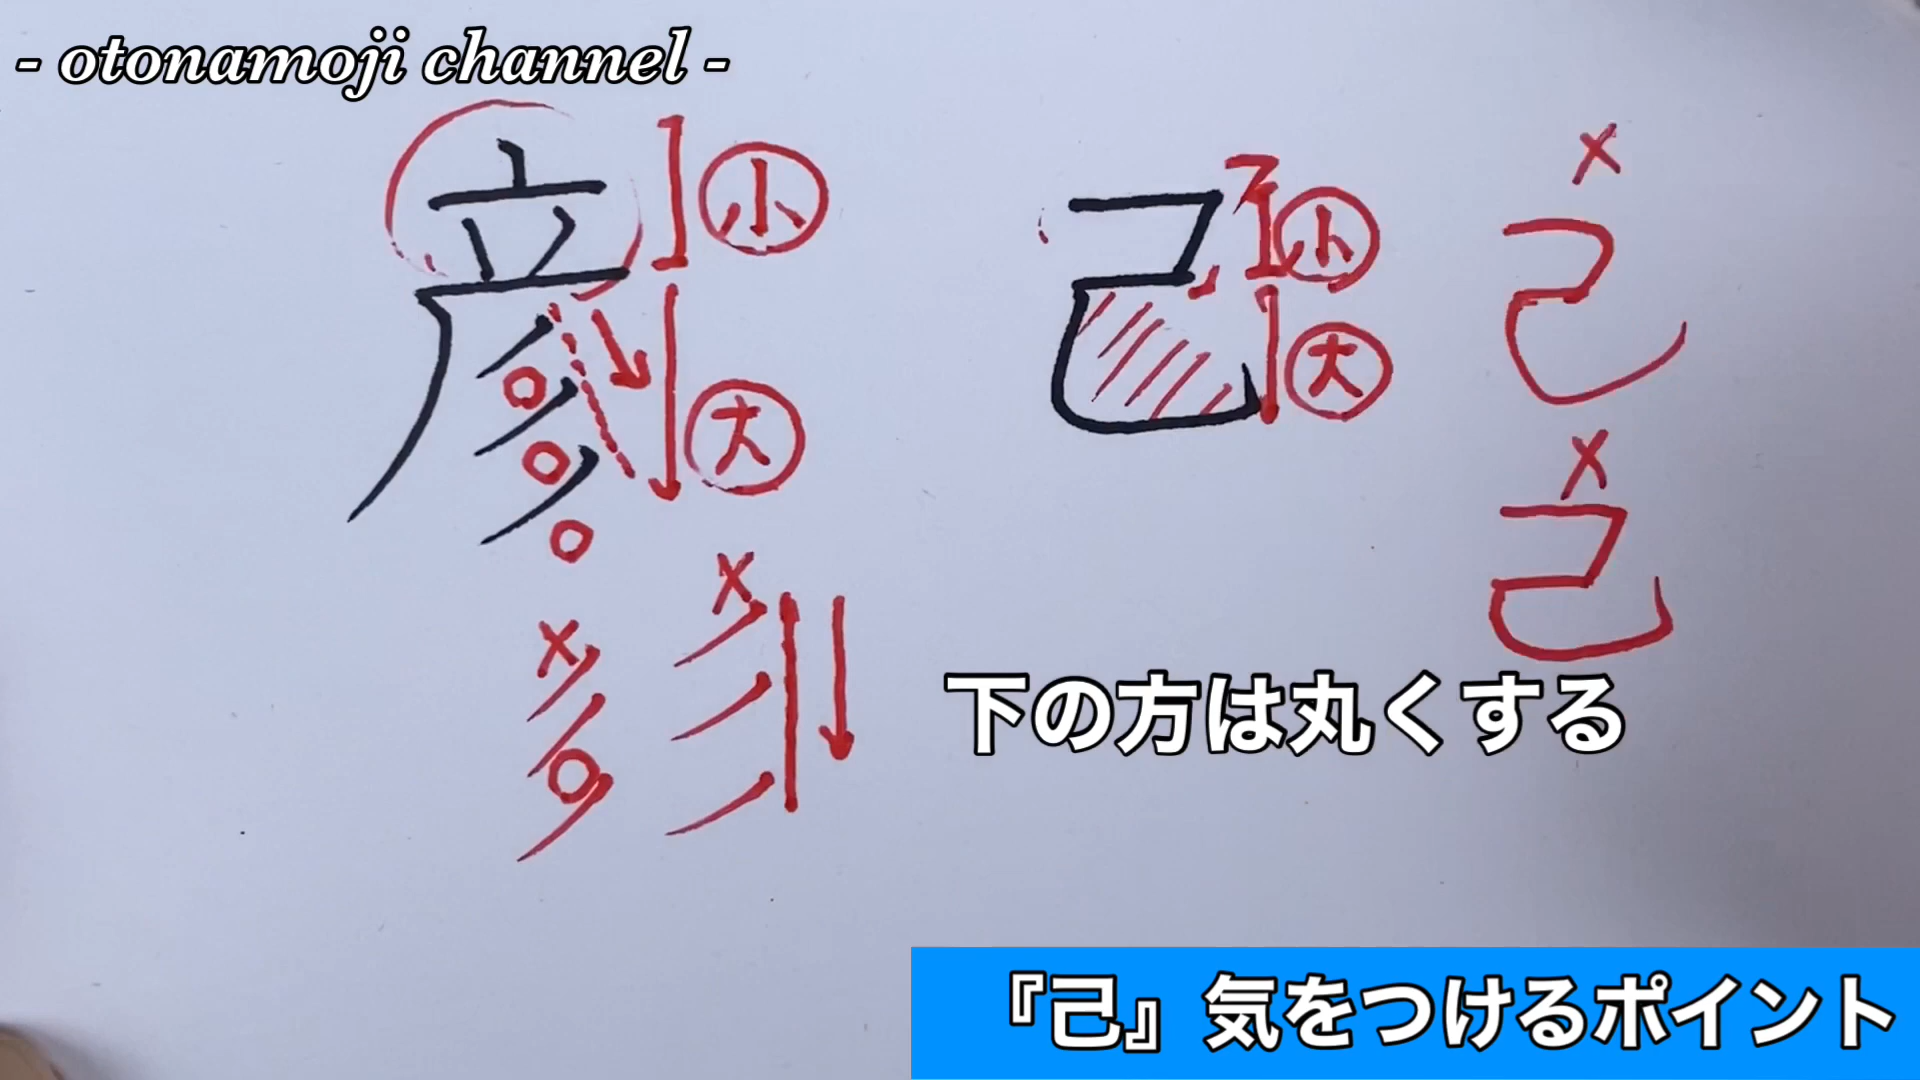 - otonamoji channel -
彦
小
大
×
×
己
小
大
×
己
×
己
下の方は丸くする
『己』気をつけるポイント